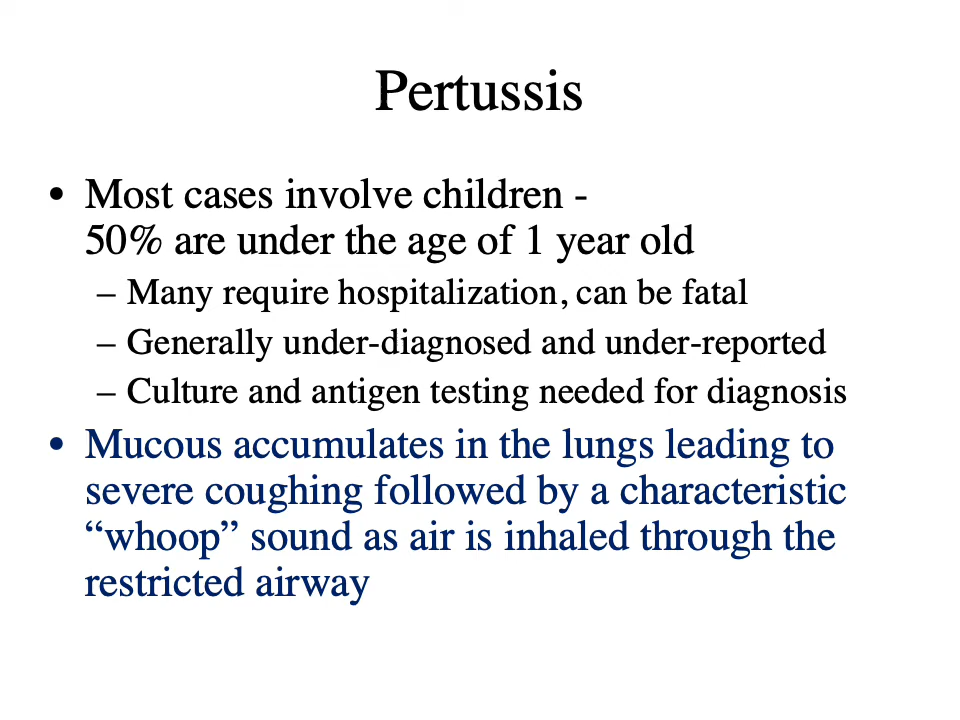 Pertussis
• Most cases involve children -
50% are under the age of 1 year old
– Many require hospitalization, can be fatal
– Generally under-diagnosed and under-reported
– Culture and antigen testing needed for diagnosis
• Mucous accumulates in the lungs leading to
severe coughing followed by a characteristic
“whoop” sound as air is inhaled through the
restricted airway